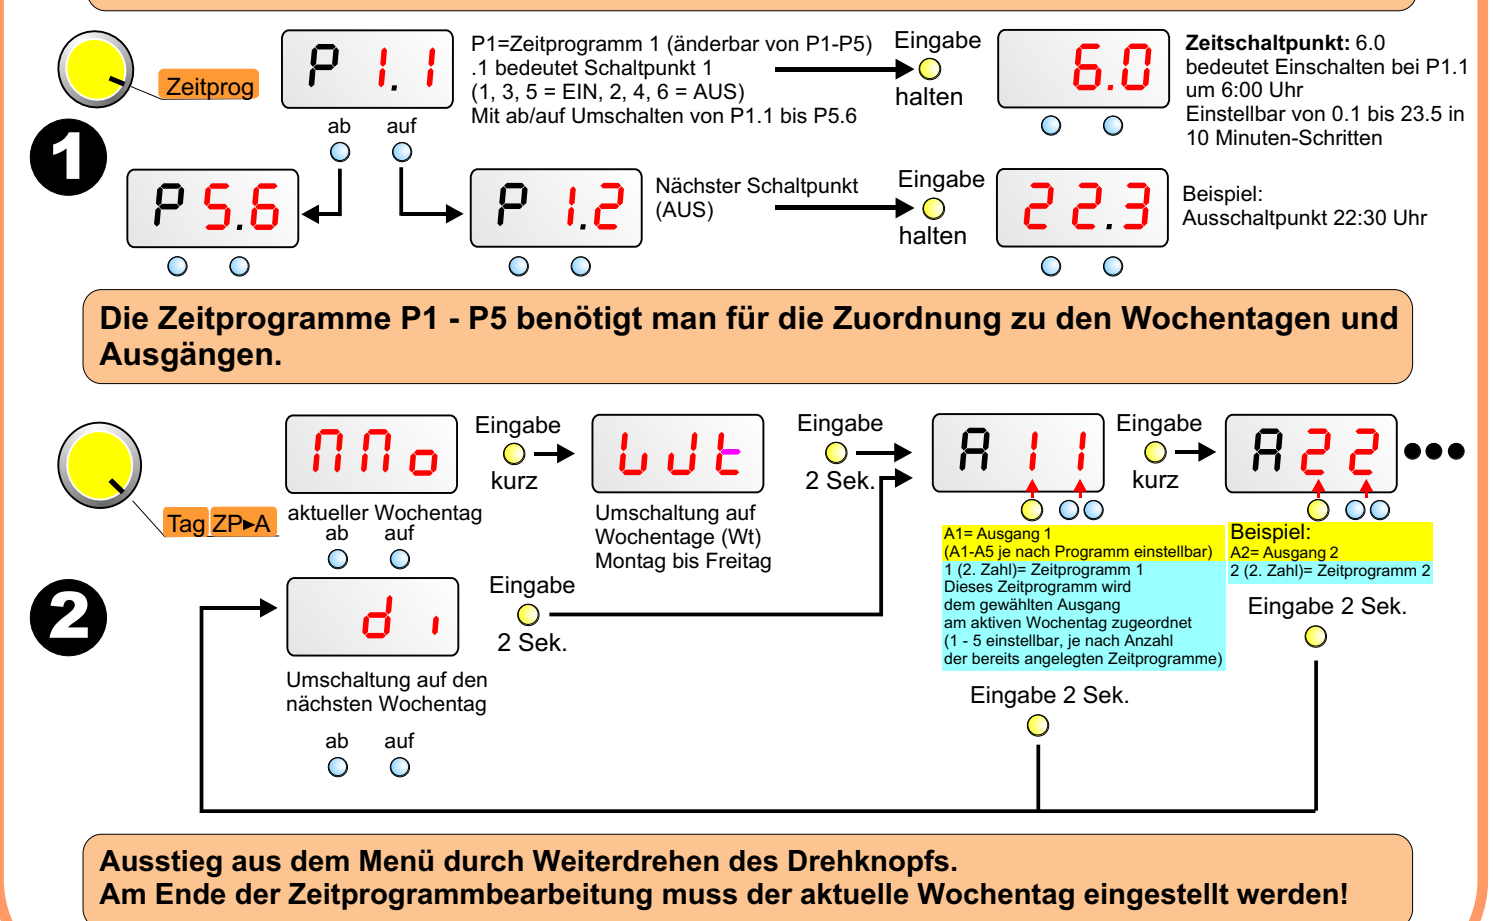 Zeitprog
P 1.1
P1=Zeitprogramm 1 (änderbar von P1-P5)
.1 bedeutet Schaltpunkt 1
(1, 3, 5 = EIN, 2, 4, 6 = AUS)
Mit ab/auf Umschalten von P1.1 bis P5.6
Eingabe
halten
6.0
Zeitschaltpunkt: 6.0
bedeutet Einschalten bei P1.1
um 6:00 Uhr
Einstellbar von 0.1 bis 23.5 in
10 Minuten-Schritten
ab auf
1
P 5.6
P 1.2
Nächster Schaltpunkt
(AUS)
Eingabe
halten
22.3
Beispiel:
Ausschaltpunkt 22:30 Uhr
Die Zeitprogramme P1 - P5 benötigt man für die Zuordnung zu den Wochentagen und
Ausgängen.
Tag ZP▸A
MMo
aktueller Wochentag
ab auf
Eingabe
kurz
Wt
Umschaltung auf
Wochentage (Wt)
Montag bis Freitag
Eingabe
2 Sek.
A 11
Eingabe
kurz
A22
●●●
A1= Ausgang 1
(A1-A5 je nach Programm einstellbar)
1 (2. Zahl)= Zeitprogramm 1
Dieses Zeitprogramm wird
dem gewählten Ausgang
am aktiven Wochentag zugeordnet
(1 - 5 einstellbar, je nach Anzahl
der bereits angelegten Zeitprogramme)
Beispiel:
A2= Ausgang 2
2 (2. Zahl)= Zeitprogramm 2
2
di
Eingabe
2 Sek.
Umschaltung auf den
nächsten Wochentag
ab auf
Eingabe 2 Sek.
Eingabe 2 Sek.
Ausstieg aus dem Menü durch Weiterdrehen des Drehknopfs.
Am Ende der Zeitprogrammbearbeitung muss der aktuelle Wochentag eingestellt werden!